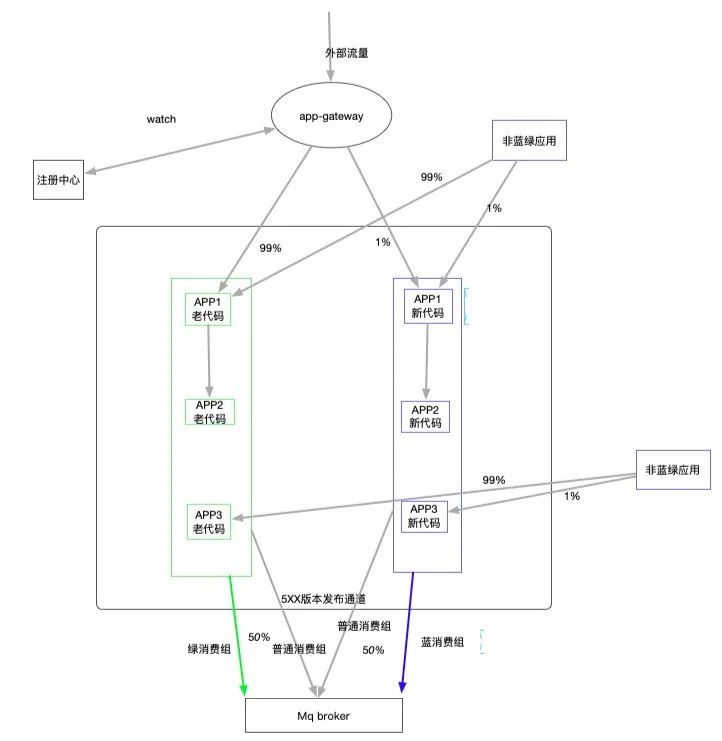 外部流量
app-gateway
watch
非蓝绿应用
注册中心
99%
1%
99%
1%
APP1
老代码
APP1
新代码
APP2
老代码
APP2
新代码
非蓝绿应用
99%
1%
APP3
老代码
APP3
新代码
5XX版本发布通道
普通消费组
50%
绿消费组
普通消费组
50%
蓝消费组
Mq broker